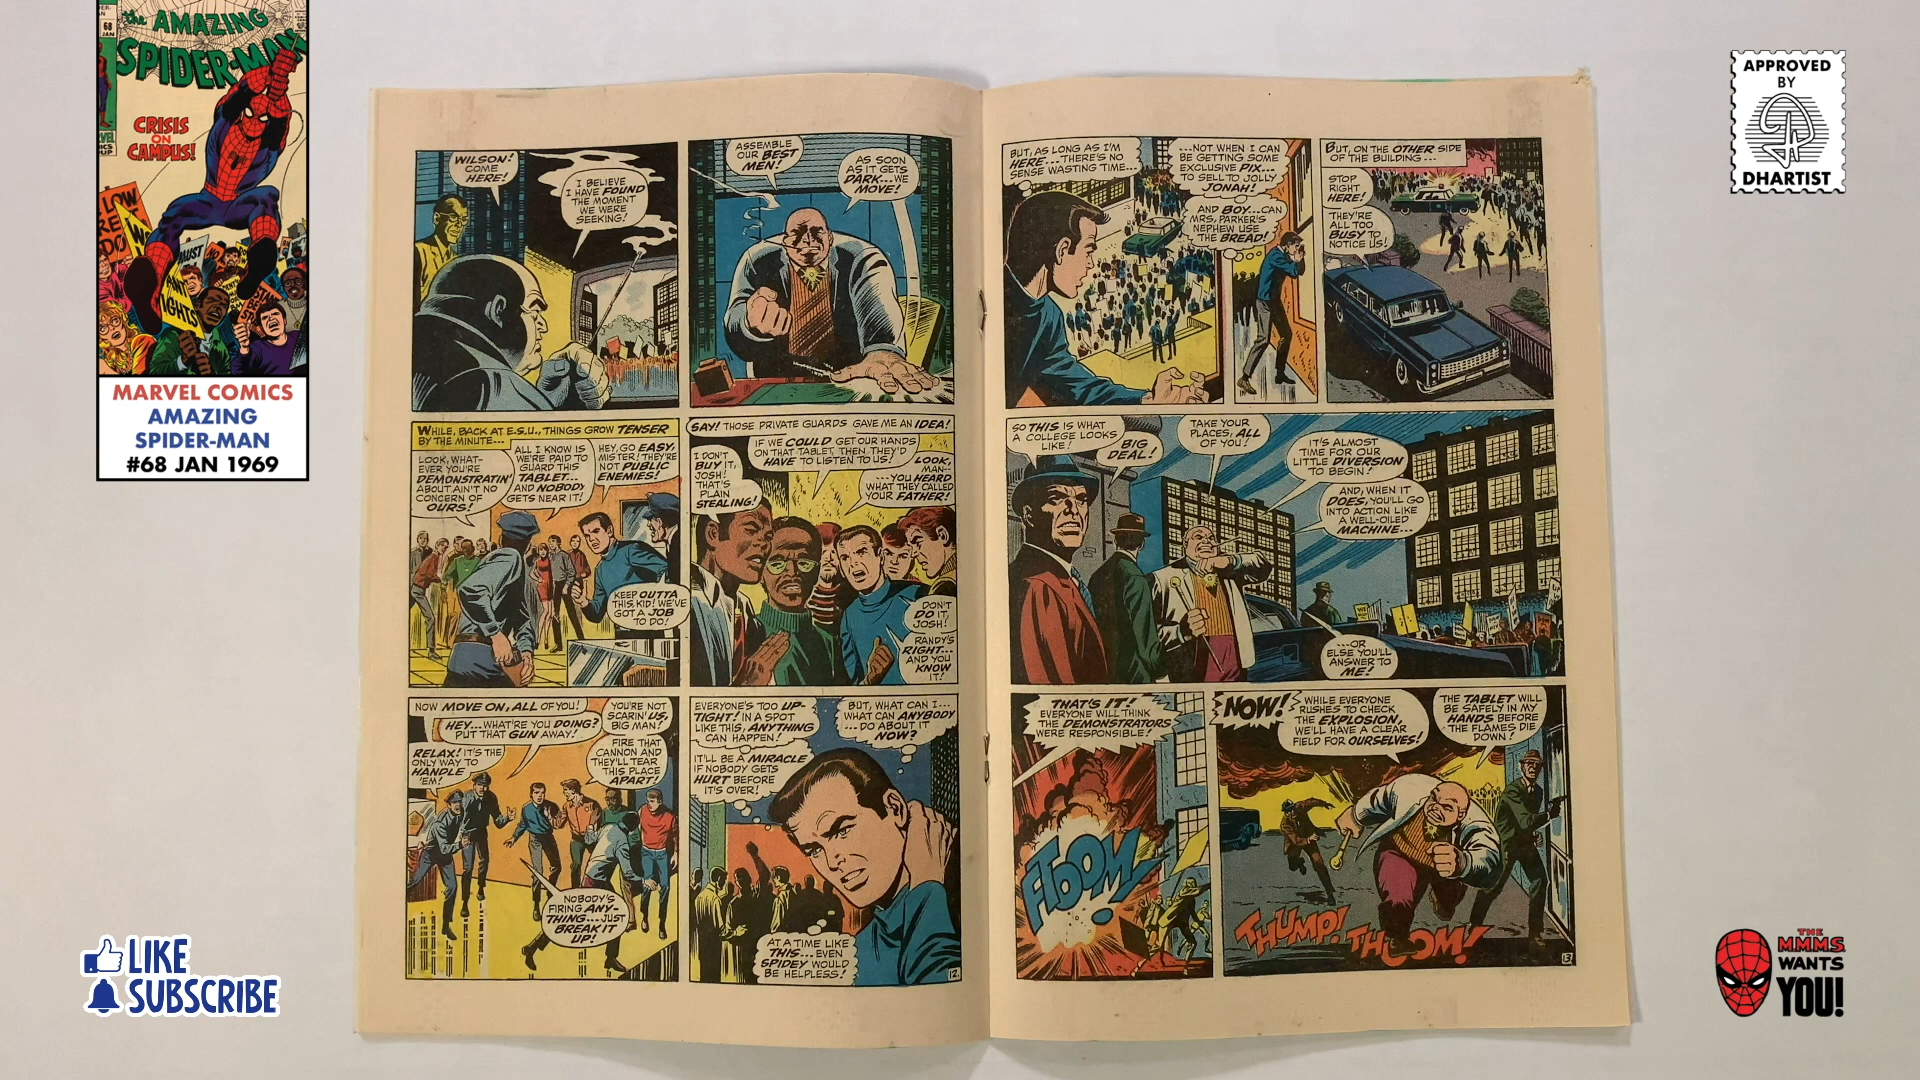 68
JAN
the AMAZING
SPIDER-MAN
CRISIS
ON
CAMPUS!
MARVEL COMICS
AMAZING
SPIDER-MAN
#68 JAN 1969
LIKE
SUBSCRIBE
WILSON!
COME
HERE!
I BELIEVE
I HAVE FOUND
THE MOMENT
WE WERE
SEEKING!
ASSEMBLE
OUR BEST
MEN!
AS SOON
AS IT GETS
DARK...WE
MOVE!
WHILE, BACK AT E.S.U., THINGS GROW TENSER
BY THE MINUTE...
LOOK, WHAT-
EVER YOU'RE
DEMONSTRATIN'
ABOUT AIN'T NO
CONCERN OF
OURS!
ALL I KNOW IS
WE'RE PAID TO
GUARD THIS
TABLET...
AND NOBODY
GETS NEAR IT!
HEY, GO EASY,
MISTER! THEY'RE
NOT PUBLIC
ENEMIES!
KEEP OUTTA
THIS, KID! WE'VE
GOT A JOB
TO DO!
SAY! THOSE PRIVATE GUARDS GAVE ME AN IDEA!
IF WE COULD GET OUR HANDS
ON THAT TABLET, THEN THEY'D
HAVE TO LISTEN TO US!
I DON'T
BUY IT,
JOSH!
THAT'S
PLAIN
STEALING!
LOOK,
MAN--
...YOU HEARD
WHAT THEY CALLED
YOUR FATHER!
DON'T
DO IT,
JOSH!
RANDY'S
RIGHT...
AND YOU
KNOW
IT!
NOW MOVE ON, ALL OF YOU!
HEY...WHAT'RE YOU DOING?
PUT THAT GUN AWAY!
RELAX! IT'S THE
ONLY WAY TO
HANDLE
'EM!
YOU'RE NOT
SCARIN' US,
BIG MAN!
FIRE THAT
CANNON AND
THEY'LL TEAR
THIS PLACE
APART!
NOBODY'S
FIRING ANY-
THING...JUST
BREAK IT
UP!
EVERYONE'S TOO UP-
TIGHT! IN A SPOT
LIKE THIS, ANYTHING
CAN HAPPEN!
IT'LL BE A MIRACLE
IF NOBODY GETS
HURT BEFORE
IT'S OVER!
BUT, WHAT CAN I...
WHAT CAN ANYBODY
...DO ABOUT IT
NOW?
AT A TIME LIKE
THIS...EVEN
SPIDEY WOULD
BE HELPLESS!
12.
BUT, AS LONG AS I'M
HERE...THERE'S NO
SENSE WASTING TIME...
...NOT WHEN I CAN
BE GETTING SOME
EXCLUSIVE PIX...
TO SELL TO JOLLY
JONAH!
AND BOY...CAN
MRS. PARKER'S
NEPHEW USE
THE BREAD!
BUT, ON THE OTHER SIDE
OF THE BUILDING...
STOP
RIGHT
HERE!
THEY'RE
ALL TOO
BUSY TO
NOTICE US!
SO THIS IS WHAT
A COLLEGE LOOKS
LIKE!
BIG
DEAL!
TAKE YOUR
PLACES, ALL
OF YOU!
IT'S ALMOST
TIME FOR OUR
LITTLE DIVERSION
TO BEGIN!
AND, WHEN IT
DOES, YOU'LL GO
INTO ACTION LIKE
A WELL-OILED
MACHINE...
...OR
ELSE YOU'LL
ANSWER TO
ME!
THAT'S IT!
EVERYONE WILL THINK
THE DEMONSTRATORS
WERE RESPONSIBLE!
FTOOM!
NOW!
WHILE EVERYONE
RUSHES TO CHECK
THE EXPLOSION,
WE'LL HAVE A CLEAR
FIELD FOR OURSELVES!
THE TABLET WILL
BE SAFELY IN MY
HANDS BEFORE
THE FLAMES DIE
DOWN!
THUMP! THOOM!
13
APPROVED
BY
DHARTIST
THE
M.M.M.S.
WANTS
YOU!